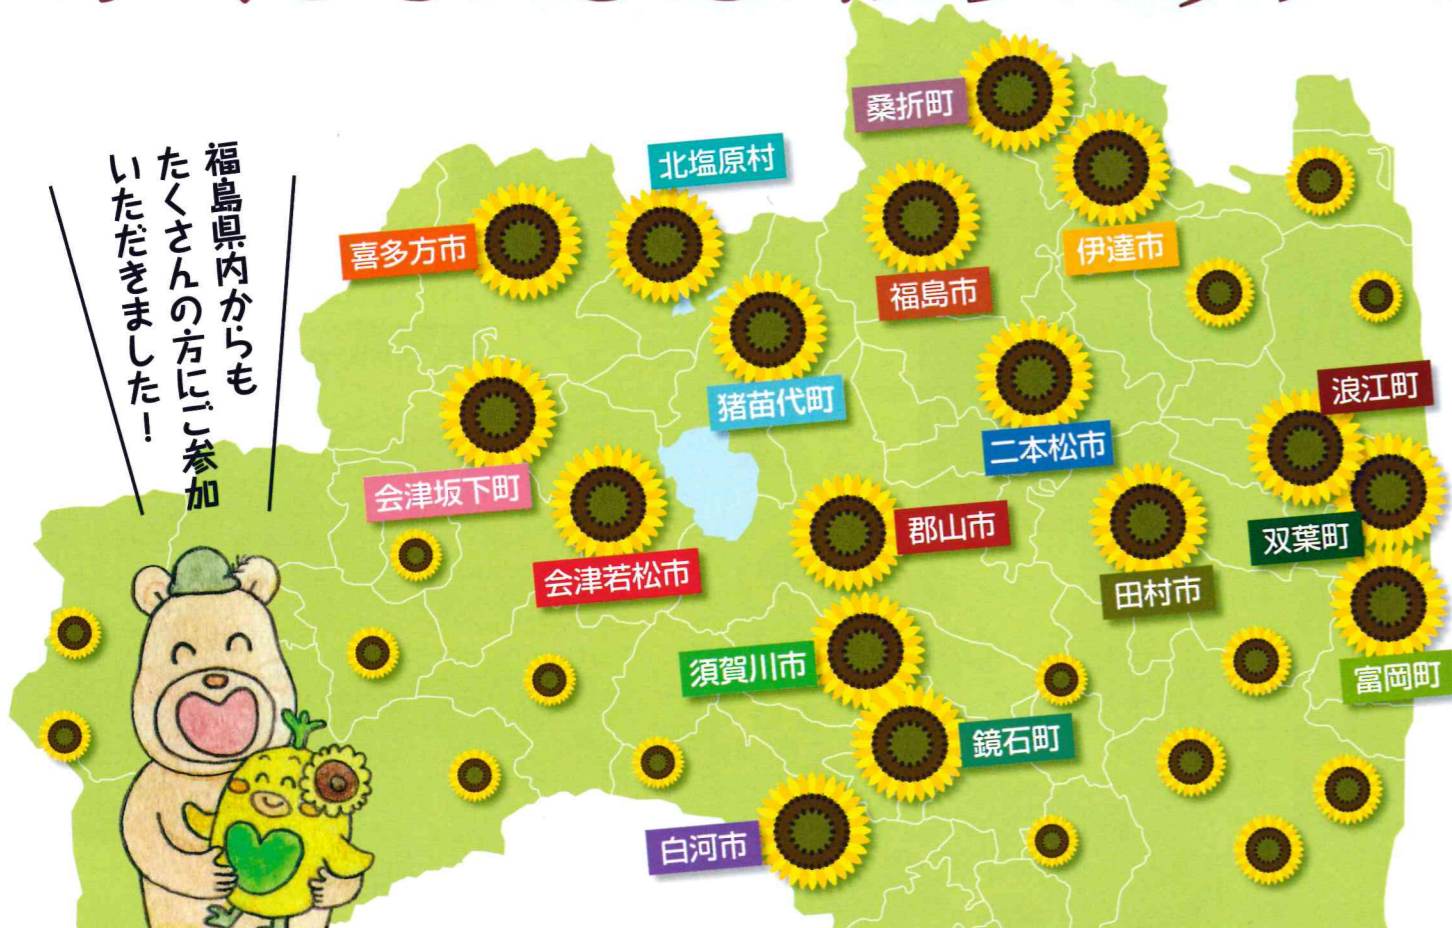 福島県内からも
たくさんの方にご参加
いただきました！
桑折町
北塩原村
喜多方市
伊達市
福島市
猪苗代町
浪江町
二本松市
会津坂下町
郡山市
双葉町
会津若松市
田村市
須賀川市
富岡町
鏡石町
白河市